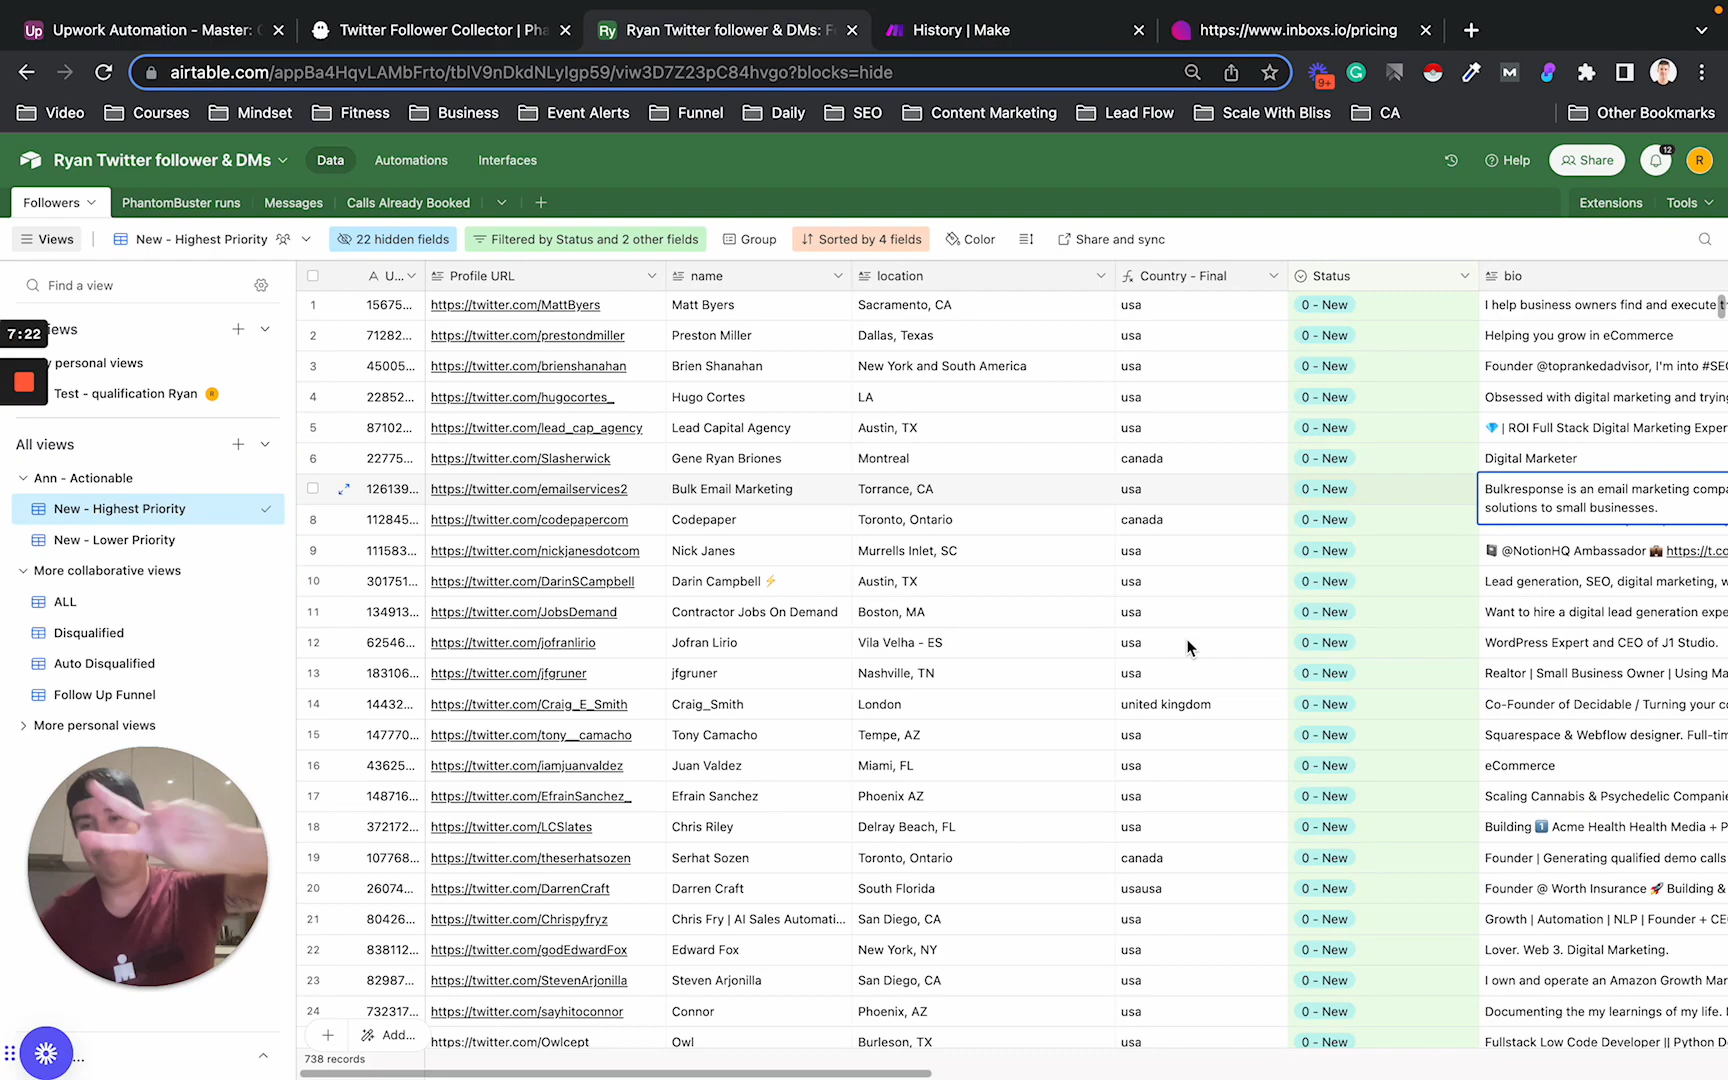 Upwork Automation - Master: C
Twitter Follower Collector | Pha
Ryan Twitter follower & DMs: F
History | Make
https://www.inboxs.io/pricing
airtable.com/appBa4HqvLAMbFrto/tblV9nDkdNLyIgp59/viw3D7Z23pC84hvgo?blocks=hide
9+
Video
Courses
Mindset
Fitness
Business
Event Alerts
Funnel
Daily
SEO
Content Marketing
Lead Flow
Scale With Bliss
CA
Other Bookmarks
Ryan Twitter follower & DMs
Data
Automations
Interfaces
Help
Share
12
R
Followers
PhantomBuster runs
Messages
Calls Already Booked
Extensions
Tools
Views
New - Highest Priority
22 hidden fields
Filtered by Status and 2 other fields
Group
Sorted by 4 fields
Color
Share and sync
Find a view
7:22
iews
y personal views
Test - qualification Ryan R
All views
Ann - Actionable
New - Highest Priority
New - Lower Priority
More collaborative views
ALL
Disqualified
Auto Disqualified
Follow Up Funnel
More personal views
...
U... Profile URL name location Country - Final Status bio
1 15675... https://twitter.com/MattByers Matt Byers Sacramento, CA usa 0 - New I help business owners find and execute t
2 71282... https://twitter.com/prestondmiller Preston Miller Dallas, Texas usa 0 - New Helping you grow in eCommerce
3 45005... https://twitter.com/brienshanahan Brien Shanahan New York and South America usa 0 - New Founder @toprankedadvisor, I'm into #SEO
4 22852... https://twitter.com/hugocortes_ Hugo Cortes LA usa 0 - New Obsessed with digital marketing and trying
5 87102... https://twitter.com/lead_cap_agency Lead Capital Agency Austin, TX usa 0 - New 💎 | ROI Full Stack Digital Marketing Exper
6 22775... https://twitter.com/Slasherwick Gene Ryan Briones Montreal canada 0 - New Digital Marketer
126139... https://twitter.com/emailservices2 Bulk Email Marketing Torrance, CA usa 0 - New Bulkresponse is an email marketing compa
solutions to small businesses.
8 112845... https://twitter.com/codepapercom Codepaper Toronto, Ontario canada 0 - New
9 111583... https://twitter.com/nickjanesdotcom Nick Janes Murrells Inlet, SC usa 0 - New 📓 @NotionHQ Ambassador 💼 https://t.co
10 301751... https://twitter.com/DarinSCampbell Darin Campbell ⚡ Austin, TX usa 0 - New Lead generation, SEO, digital marketing, w
11 134913... https://twitter.com/JobsDemand Contractor Jobs On Demand Boston, MA usa 0 - New Want to hire a digital lead generation expe
12 62546... https://twitter.com/jofranlirio Jofran Lirio Vila Velha - ES usa 0 - New WordPress Expert and CEO of J1 Studio.
13 183106... https://twitter.com/jfgruner jfgruner Nashville, TN usa 0 - New Realtor | Small Business Owner | Using Ma
14 14432... https://twitter.com/Craig_E_Smith Craig_Smith London united kingdom 0 - New Co-Founder of Decidable / Turning your co
15 147770... https://twitter.com/tony__camacho Tony Camacho Tempe, AZ usa 0 - New Squarespace & Webflow designer. Full-tim
16 43625... https://twitter.com/iamjuanvaldez Juan Valdez Miami, FL usa 0 - New eCommerce
17 148716... https://twitter.com/EfrainSanchez_ Efrain Sanchez Phoenix AZ usa 0 - New Scaling Cannabis & Psychedelic Companie
18 372172... https://twitter.com/LCSlates Chris Riley Delray Beach, FL usa 0 - New Building 1️⃣ Acme Health Health Media + P
19 107768... https://twitter.com/theserhatsozen Serhat Sozen Toronto, Ontario canada 0 - New Founder | Generating qualified demo calls
20 26074... https://twitter.com/DarrenCraft Darren Craft South Florida usausa 0 - New Founder @ Worth Insurance 🚀 Building &
21 80426... https://twitter.com/Chrispyfryz Chris Fry | AI Sales Automati... San Diego, CA usa 0 - New Growth | Automation | NLP | Founder + CE
22 838112... https://twitter.com/godEdwardFox Edward Fox New York, NY usa 0 - New Lover. Web 3. Digital Marketing.
23 82987... https://twitter.com/StevenArjonilla Steven Arjonilla San Diego, CA usa 0 - New I own and operate an Amazon Growth Mar
24 732317... https://twitter.com/sayhitoconnor Connor Phoenix, AZ usa 0 - New Documenting the my learnings of my life.
https://twitter.com/Owlcept Owl Burleson, TX usa 0 - New Fullstack Low Code Developer || Python D
Add...
738 records